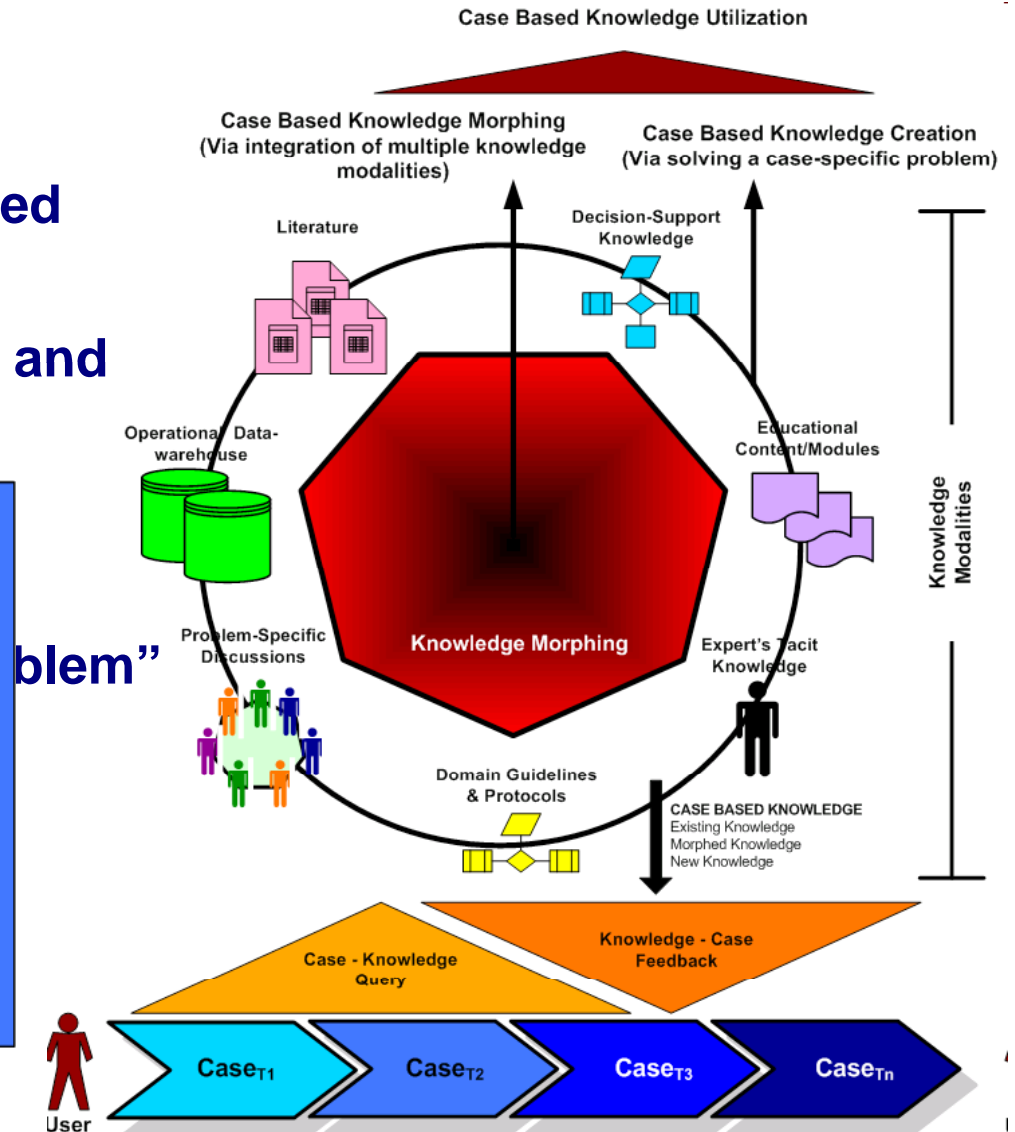 Case Based Knowledge Utilization
Case Based Knowledge Morphing
(Via integration of multiple knowledge
modalities)
Case Based Knowledge Creation
(Via solving a case-specific problem)
ed
and
blem”
Literature
Decision-Support
Knowledge
Operational Data-
warehouse
Educational
Content/Modules
Knowledge
Modalities
Problem-Specific
Discussions
Knowledge Morphing
Expert's Tacit
Knowledge
Domain Guidelines
& Protocols
CASE BASED KNOWLEDGE
Existing Knowledge
Morphed Knowledge
New Knowledge
Case - Knowledge
Query
Knowledge - Case
Feedback
User
CaseT1
CaseT2
CaseT3
CaseTn